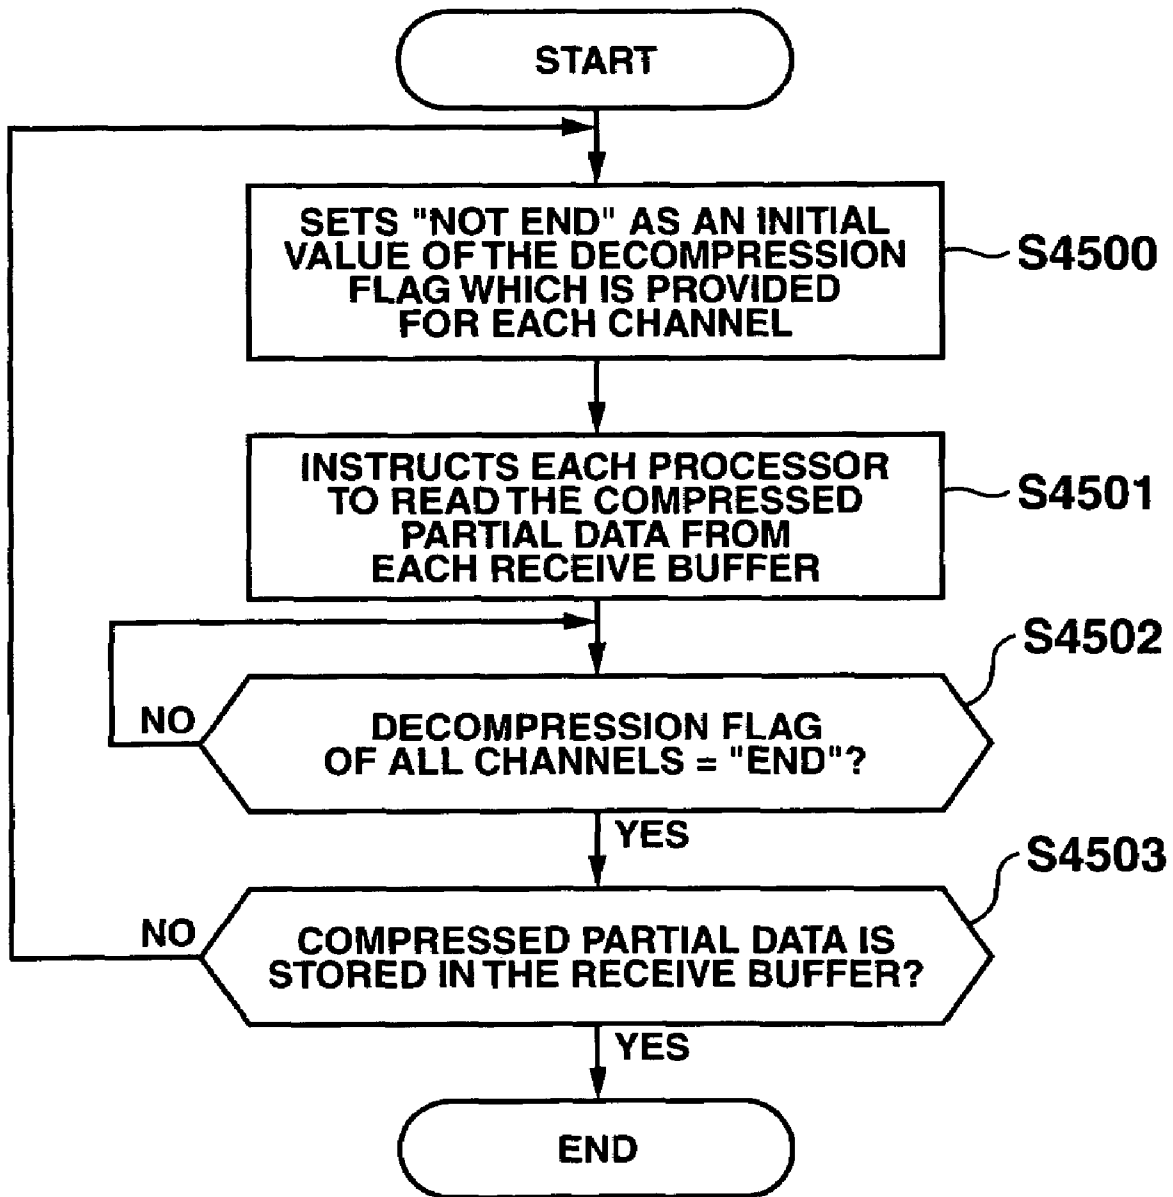 START
SETS "NOT END" AS AN INITIAL
VALUE OF THE DECOMPRESSION
FLAG WHICH IS PROVIDED
FOR EACH CHANNEL
S4500
INSTRUCTS EACH PROCESSOR
TO READ THE COMPRESSED
PARTIAL DATA FROM
EACH RECEIVE BUFFER
S4501
S4502
NO
DECOMPRESSION FLAG
OF ALL CHANNELS = "END"?
YES
S4503
NO
COMPRESSED PARTIAL DATA IS
STORED IN THE RECEIVE BUFFER?
YES
END